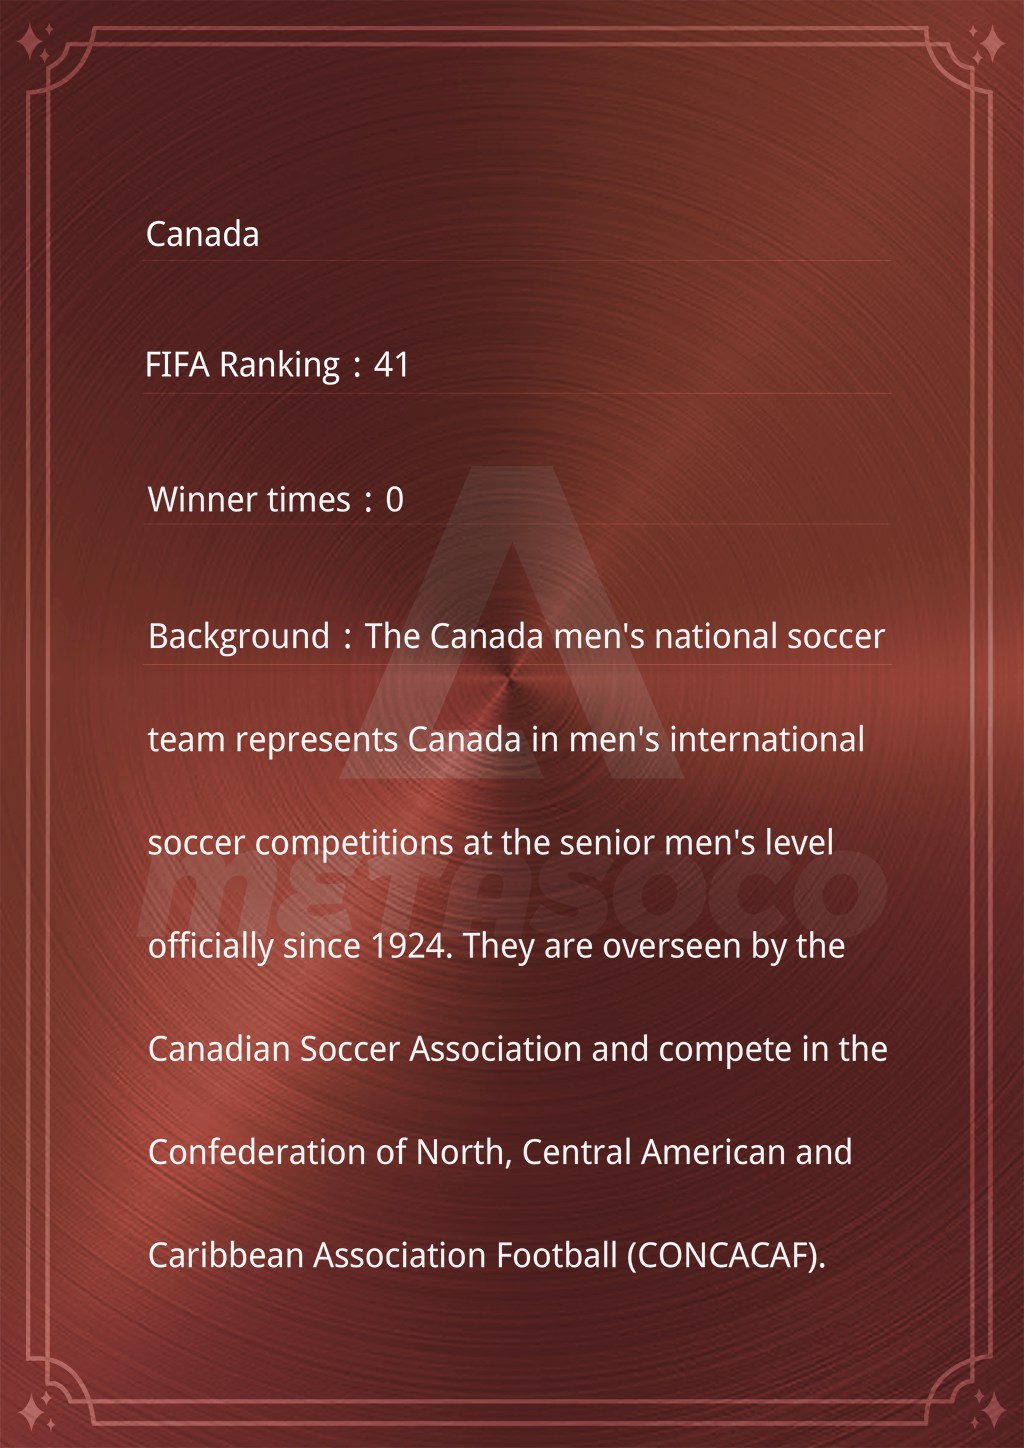 Canada
FIFA Ranking：41
Winner times：0
Background：The Canada men's national soccer
team represents Canada in men's international
soccer competitions at the senior men's level
METASOCO
officially since 1924. They are overseen by the
Canadian Soccer Association and compete in the
Confederation of North, Central American and
Caribbean Association Football (CONCACAF).